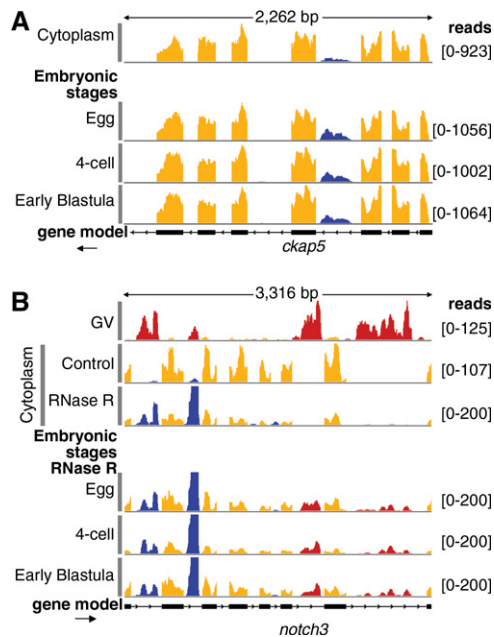 A
2,262 bp
reads
Cytoplasm
[0-923]
Embryonic
stages
Egg
[0-1056]
4-cell
[0-1002]
Early Blastula
[0-1064]
gene model
ckap5
B
3,316 bp
reads
GV
[0-125]
Cytoplasm
Control
[0-107]
RNase R
[0-200]
Embryonic
stages
RNase R
Egg
[0-200]
4-cell
[0-200]
Early Blastula
[0-200]
gene model
notch3